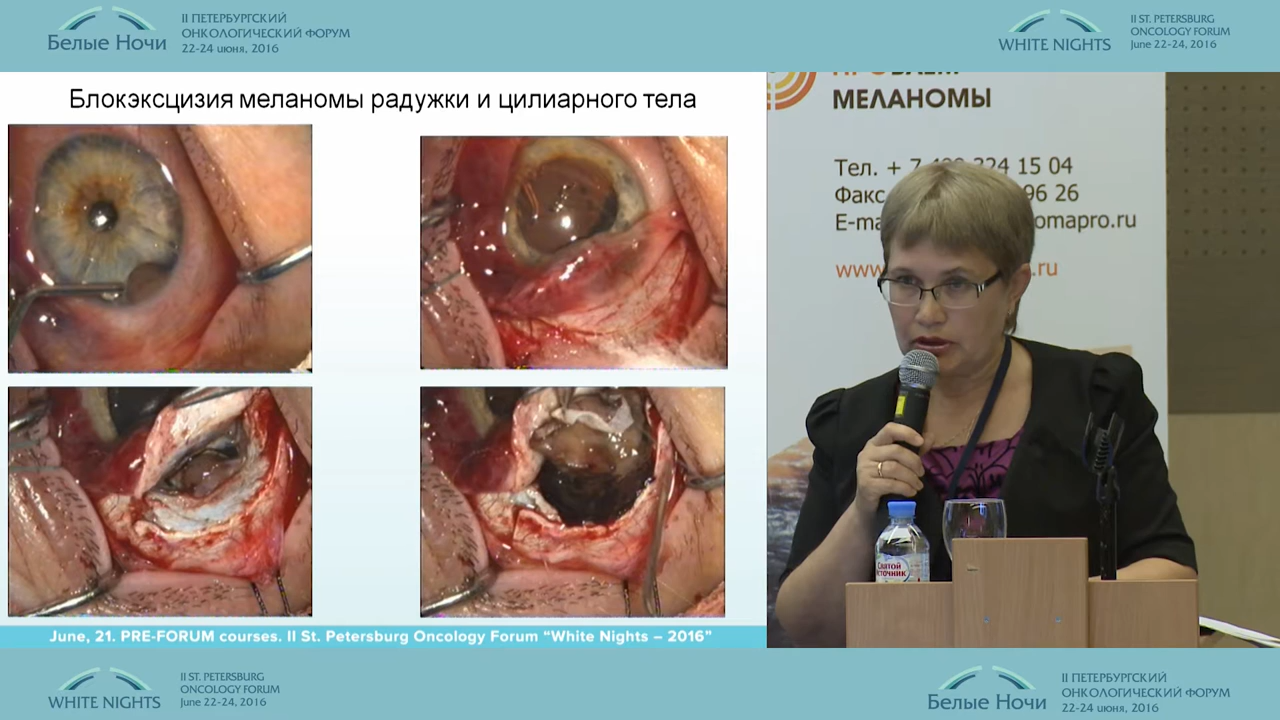 Белые Ночи
II ПЕТЕРБУРГСКИЙ
ОНКОЛОГИЧЕСКИЙ ФОРУМ
22-24 июня, 2016
WHITE NIGHTS
II ST. PETERSBURG
ONCOLOGY FORUM
June 22-24, 2016
Блокэксцизия меланомы радужки и цилиарного тела
МЕЛАНОМЫ
Тел. + 7 224 15 04
Факс 96 26
E-ma omapro.ru
www .ru
Святой
Источник
June, 21. PRE-FORUM courses. II St. Petersburg Oncology Forum “White Nights – 2016”
WHITE NIGHTS
II ST. PETERSBURG
ONCOLOGY FORUM
June 22-24, 2016
Белые Ночи
II ПЕТЕРБУРГСКИЙ
ОНКОЛОГИЧЕСКИЙ ФОРУМ
22-24 июня, 2016